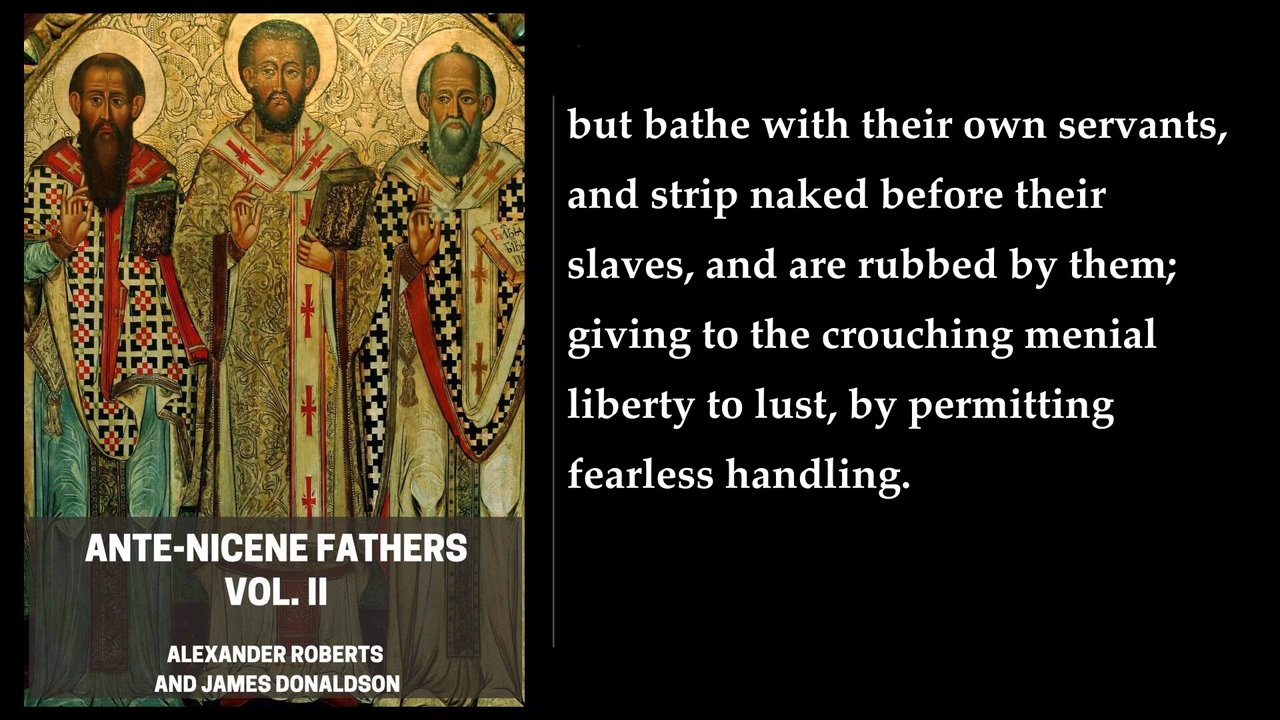 but bathe with their own servants,
and strip naked before their
slaves, and are rubbed by them;
giving to the crouching menial
liberty to lust, by permitting
fearless handling.
ANTE-NICENE FATHERS
VOL. II
ALEXANDER ROBERTS
AND JAMES DONALDSON